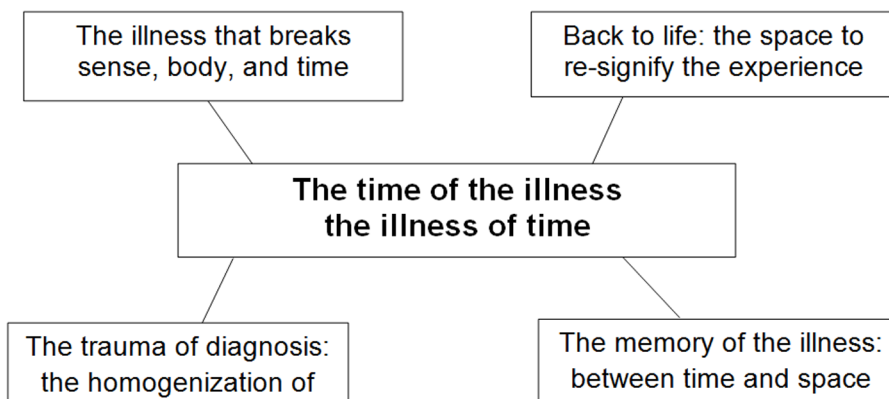 The illness that breaks
sense, body, and time
Back to life: the space to
re-signify the experience
The time of the illness
the illness of time
The trauma of diagnosis:
the homogenization of
The memory of the illness:
between time and space